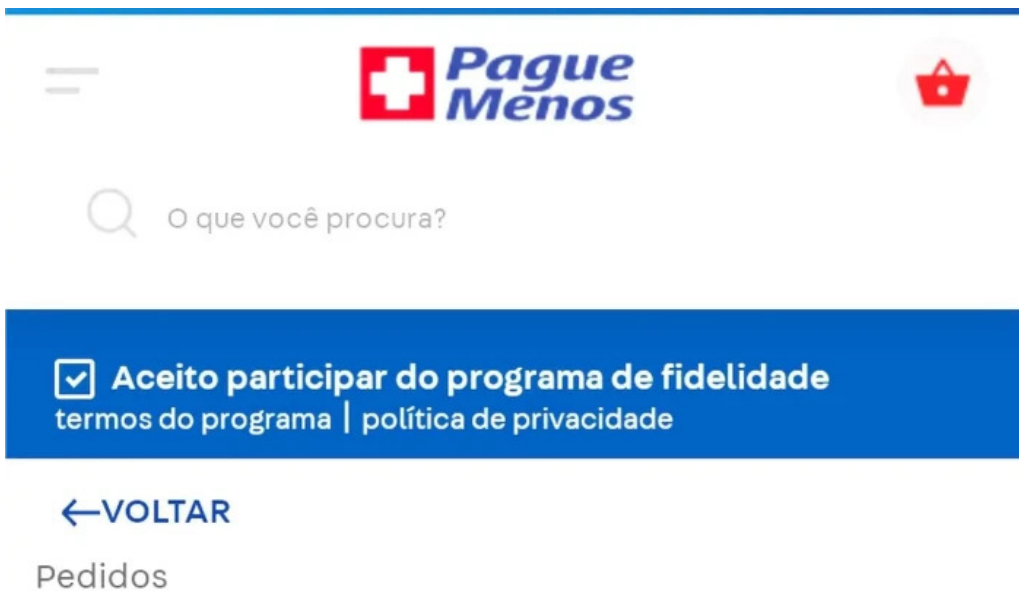 Pague
Menos
O que você procura?
Aceito participar do programa de fidelidade
termos do programa | política de privacidade
←VOLTAR
Pedidos